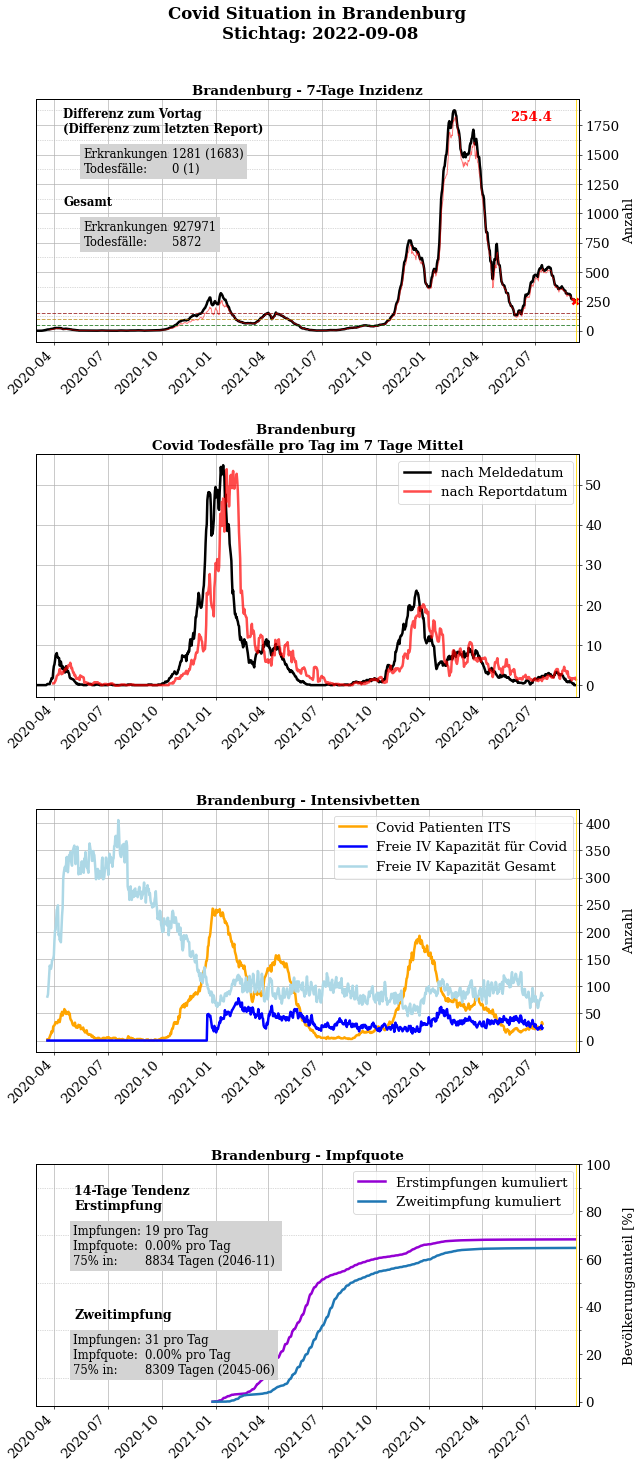 Covid Situation in Brandenburg
Stichtag: 2022-09-08
Brandenburg - 7-Tage Inzidenz
Differenz zum Vortag
(Differenz zum letzten Report)
Erkrankungen 1281 (1683)
Todesfälle: 0 (1)
Gesamt
Erkrankungen 927971
Todesfälle: 5872
254.4
1750
1500
1250
1000
750
500
250
0
Anzahl
2020-04
2020-07
2020-10
2021-01
2021-04
2021-07
2021-10
2022-01
2022-04
2022-07
Brandenburg
Covid Todesfälle pro Tag im 7 Tage Mittel
nach Meldedatum
nach Reportdatum
50
40
30
20
10
0
2020-04
2020-07
2020-10
2021-01
2021-04
2021-07
2021-10
2022-01
2022-04
2022-07
Brandenburg - Intensivbetten
Covid Patienten ITS
Freie IV Kapazität für Covid
Freie IV Kapazität Gesamt
400
350
300
250
200
150
100
50
0
Anzahl
2020-04
2020-07
2020-10
2021-01
2021-04
2021-07
2021-10
2022-01
2022-04
2022-07
Brandenburg - Impfquote
14-Tage Tendenz
Erstimpfung
Impfungen: 19 pro Tag
Impfquote: 0.00% pro Tag
75% in: 8834 Tagen (2046-11)
Zweitimpfung
Impfungen: 31 pro Tag
Impfquote: 0.00% pro Tag
75% in: 8309 Tagen (2045-06)
Erstimpfungen kumuliert
Zweitimpfung kumuliert
100
80
60
40
20
0
Bevölkerungsanteil [%]
2020-04
2020-07
2020-10
2021-01
2021-04
2021-07
2021-10
2022-01
2022-04
2022-07